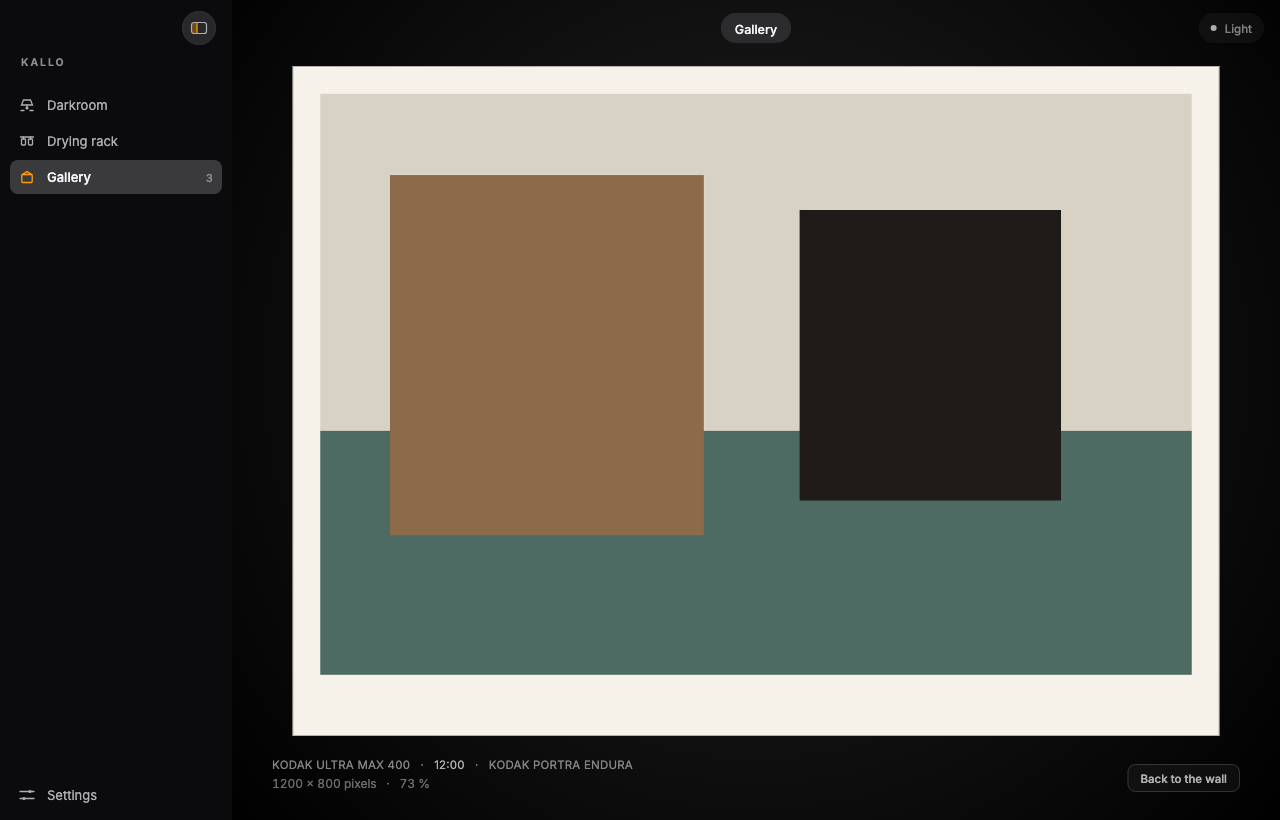 Gallery
Light
KALLO
Darkroom
Drying rack
Gallery 3
KODAK ULTRA MAX 400 · 12:00 · KODAK PORTRA ENDURA
1200 × 800 pixels · 73 %
Back to the wall
Settings